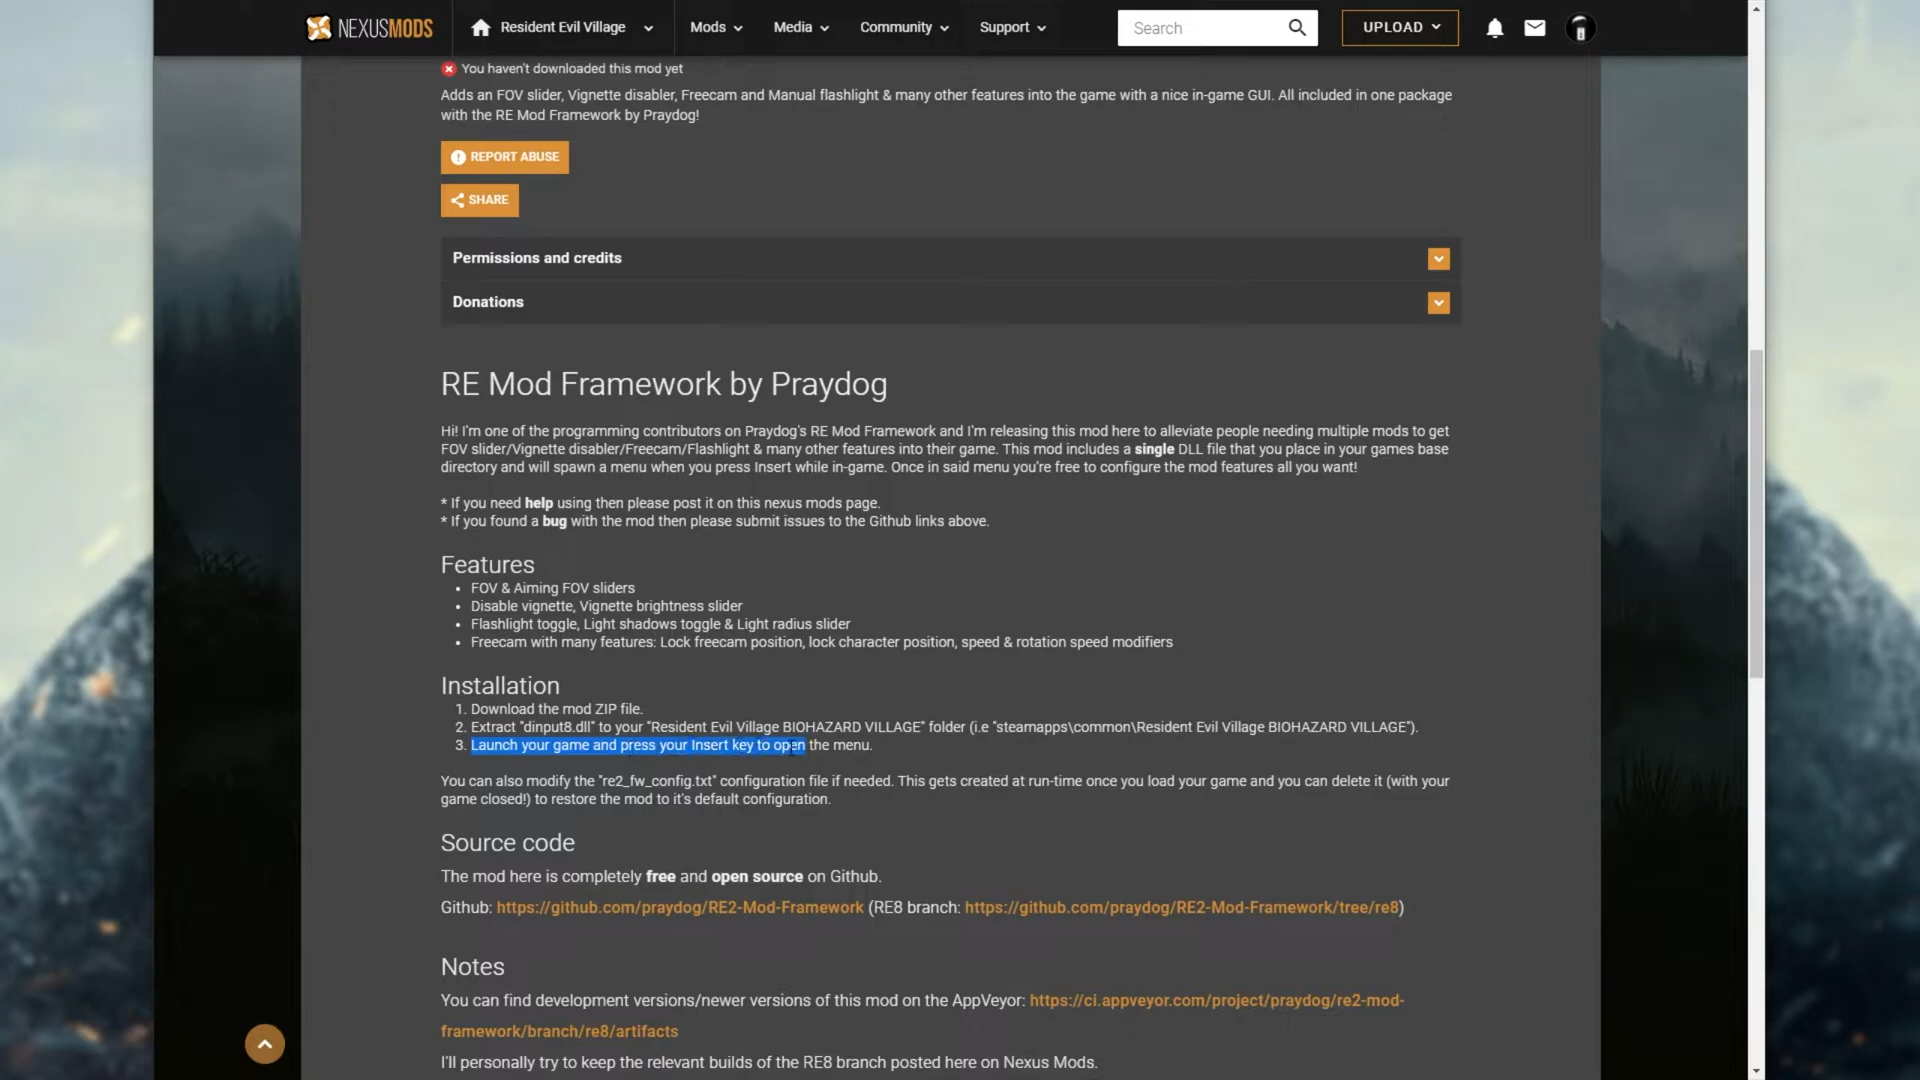 NEXUSMODS Resident Evil Village Mods Media Community Support Search UPLOAD
You haven't downloaded this mod yet
Adds an FOV slider, Vignette disabler, Freecam and Manual flashlight & many other features into the game with a nice in-game GUI. All included in one package
with the RE Mod Framework by Praydog!
REPORT ABUSE
SHARE
Permissions and credits
Donations
RE Mod Framework by Praydog
Hi! I'm one of the programming contributors on Praydog's RE Mod Framework and I'm releasing this mod here to alleviate people needing multiple mods to get
FOV slider/Vignette disabler/Freecam/Flashlight & many other features into their game. This mod includes a single DLL file that you place in your games base
directory and will spawn a menu when you press Insert while in-game. Once in said menu you're free to configure the mod features all you want!
* If you need help using then please post it on this nexus mods page.
* If you found a bug with the mod then please submit issues to the Github links above.
Features
• FOV & Aiming FOV sliders
• Disable vignette, Vignette brightness slider
• Flashlight toggle, Light shadows toggle & Light radius slider
• Freecam with many features: Lock freecam position, lock character position, speed & rotation speed modifiers
Installation
1. Download the mod ZIP file.
2. Extract "dinput8.dll" to your "Resident Evil Village BIOHAZARD VILLAGE" folder (i.e "steamapps\common\Resident Evil Village BIOHAZARD VILLAGE").
3. Launch your game and press your Insert key to open the menu.
You can also modify the "re2_fw_config.txt" configuration file if needed. This gets created at run-time once you load your game and you can delete it (with your
game closed!) to restore the mod to it's default configuration.
Source code
The mod here is completely free and open source on Github.
Github: https://github.com/praydog/RE2-Mod-Framework (RE8 branch: https://github.com/praydog/RE2-Mod-Framework/tree/re8)
Notes
You can find development versions/newer versions of this mod on the AppVeyor: https://ci.appveyor.com/project/praydog/re2-mod-
framework/branch/re8/artifacts
I'll personally try to keep the relevant builds of the RE8 branch posted here on Nexus Mods.